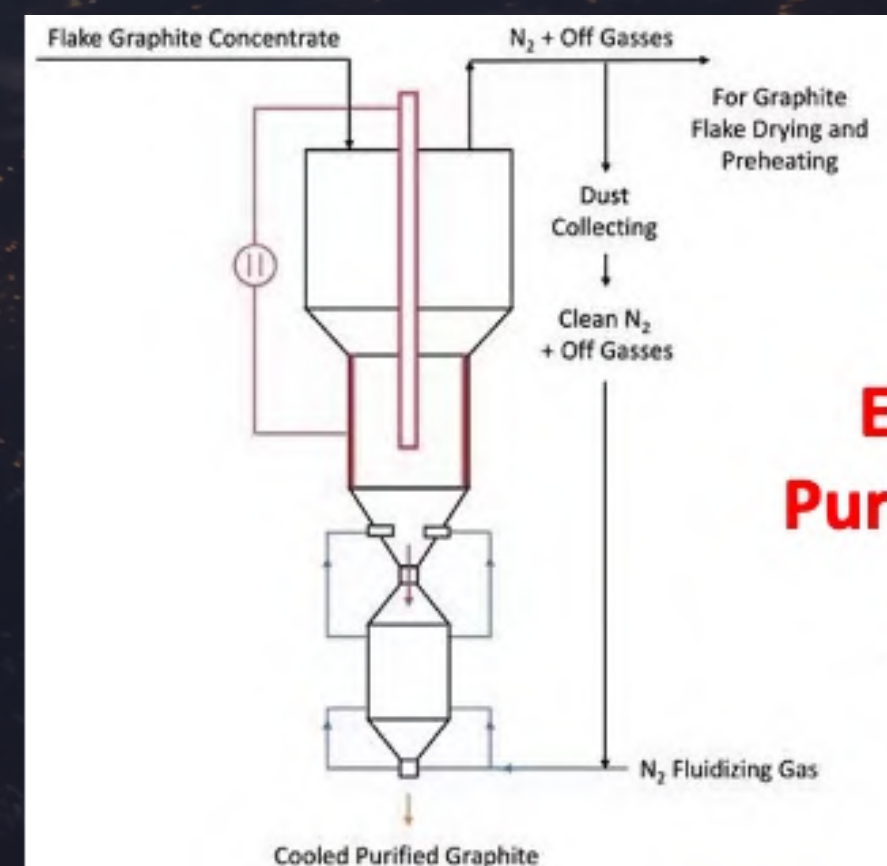 Flake Graphite Concentrate
N₂ + Off Gasses
For Graphite
Flake Drying and
Preheating
Dust
Collecting
Clean N₂
+ Off Gasses
N₂ Fluidizing Gas
Cooled Purified Graphite